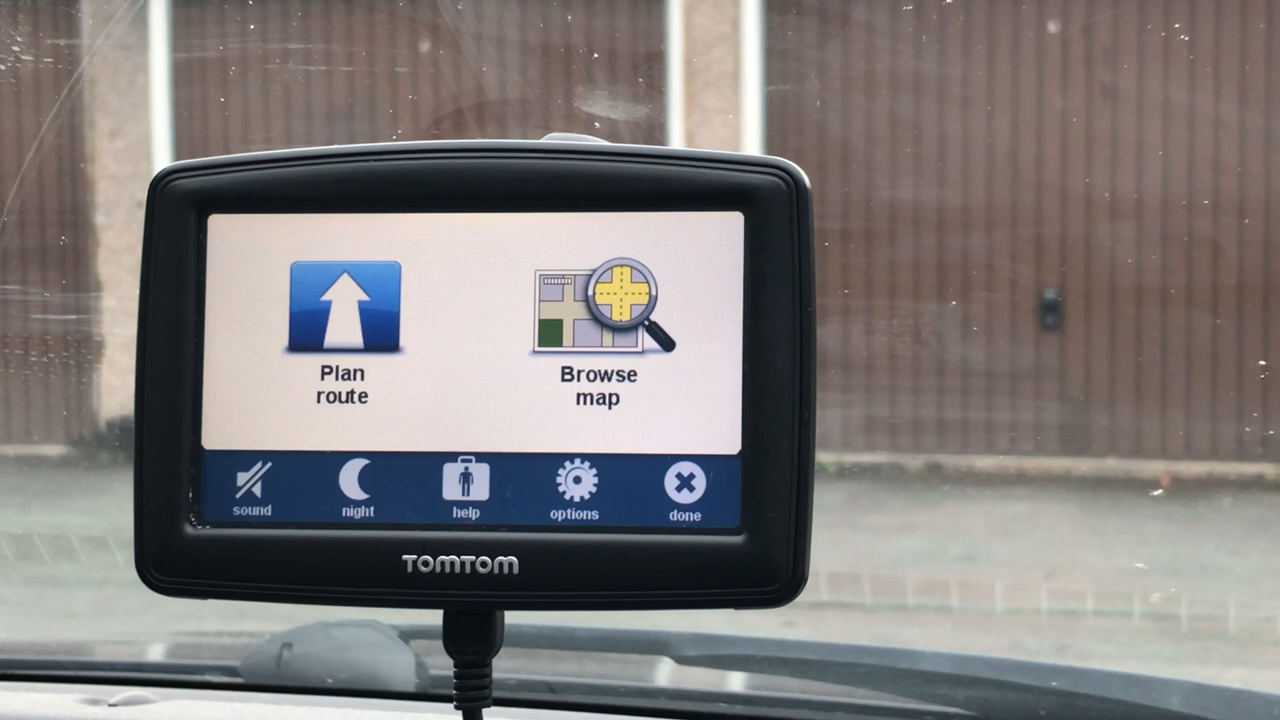 Plan
route
Browse
map
sound
night
help
options
done
TOMTOM